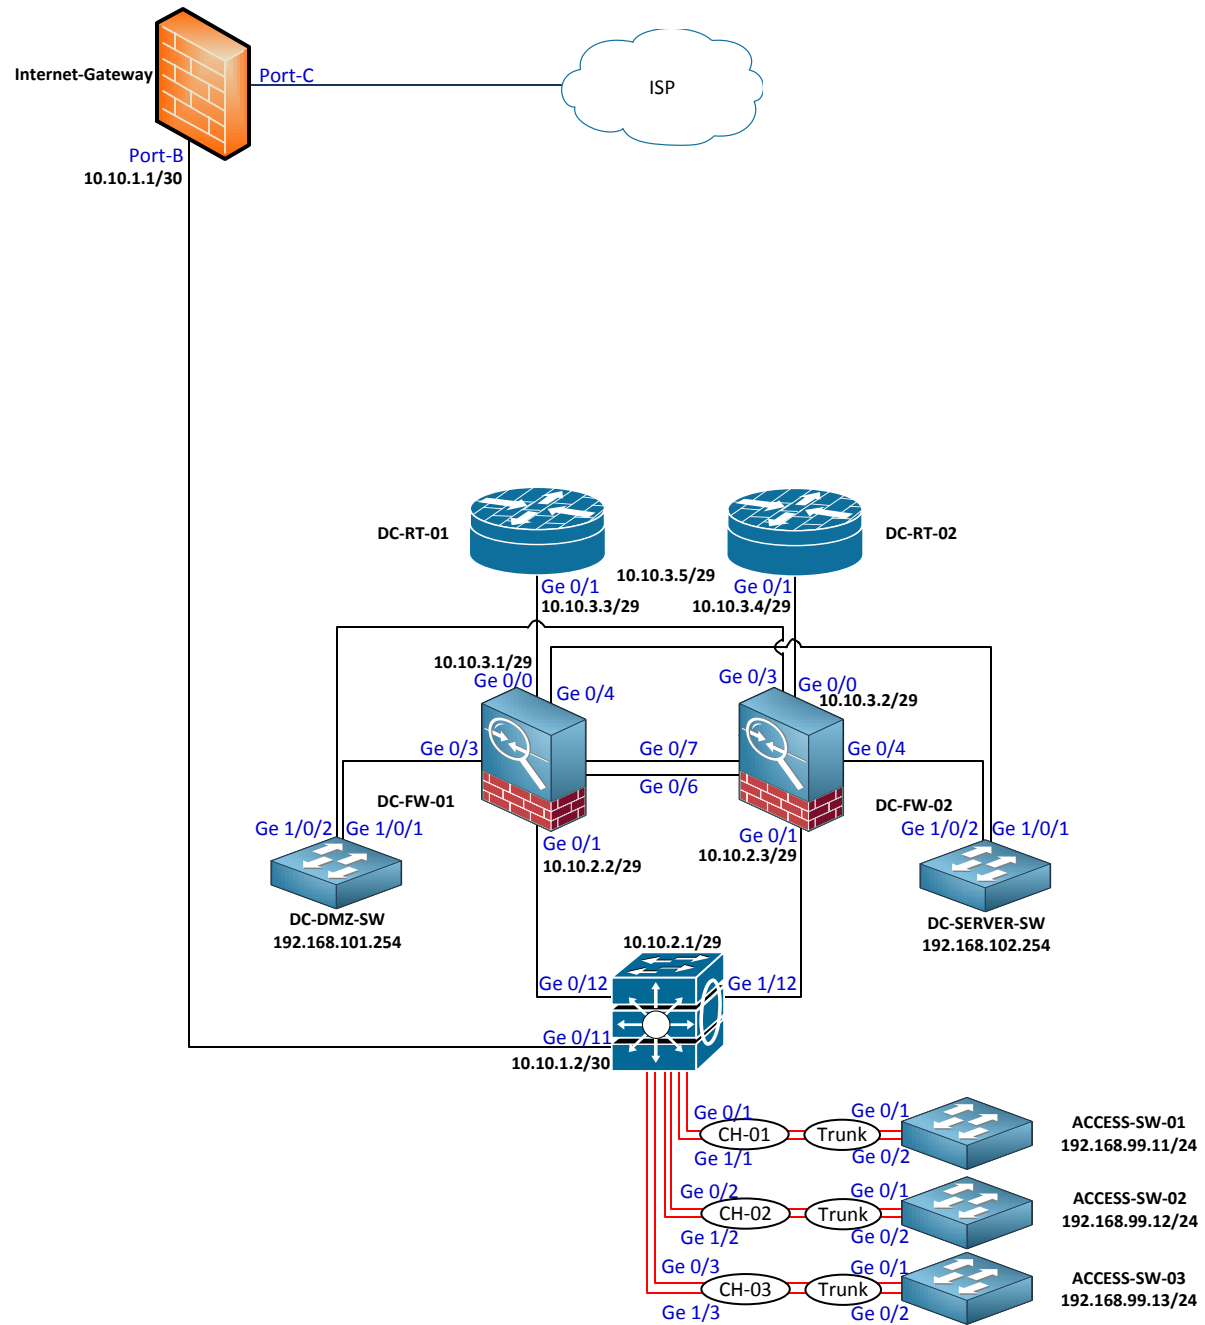 Internet-Gateway
Port-C
ISP
Port-B
10.10.1.1/30
DC-RT-01
DC-RT-02
10.10.3.5/29
Ge 0/1
10.10.3.3/29
Ge 0/1
10.10.3.4/29
10.10.3.1/29
Ge 0/0
Ge 0/4
Ge 0/3
Ge 0/0
10.10.3.2/29
Ge 0/3
Ge 0/7
Ge 0/6
Ge 0/4
DC-FW-01
DC-FW-02
Ge 1/0/2
Ge 1/0/1
Ge 0/1
10.10.2.2/29
Ge 0/1
10.10.2.3/29
Ge 1/0/2
Ge 1/0/1
DC-DMZ-SW
192.168.101.254
DC-SERVER-SW
192.168.102.254
10.10.2.1/29
Ge 0/12
Ge 1/12
Ge 0/11
10.10.1.2/30
Ge 0/1
CH-01
Ge 1/1
Ge 0/1
Trunk
Ge 0/2
ACCESS-SW-01
192.168.99.11/24
Ge 0/2
CH-02
Ge 1/2
Ge 0/1
Trunk
Ge 0/2
ACCESS-SW-02
192.168.99.12/24
Ge 0/3
CH-03
Ge 1/3
Ge 0/1
Trunk
Ge 0/2
ACCESS-SW-03
192.168.99.13/24